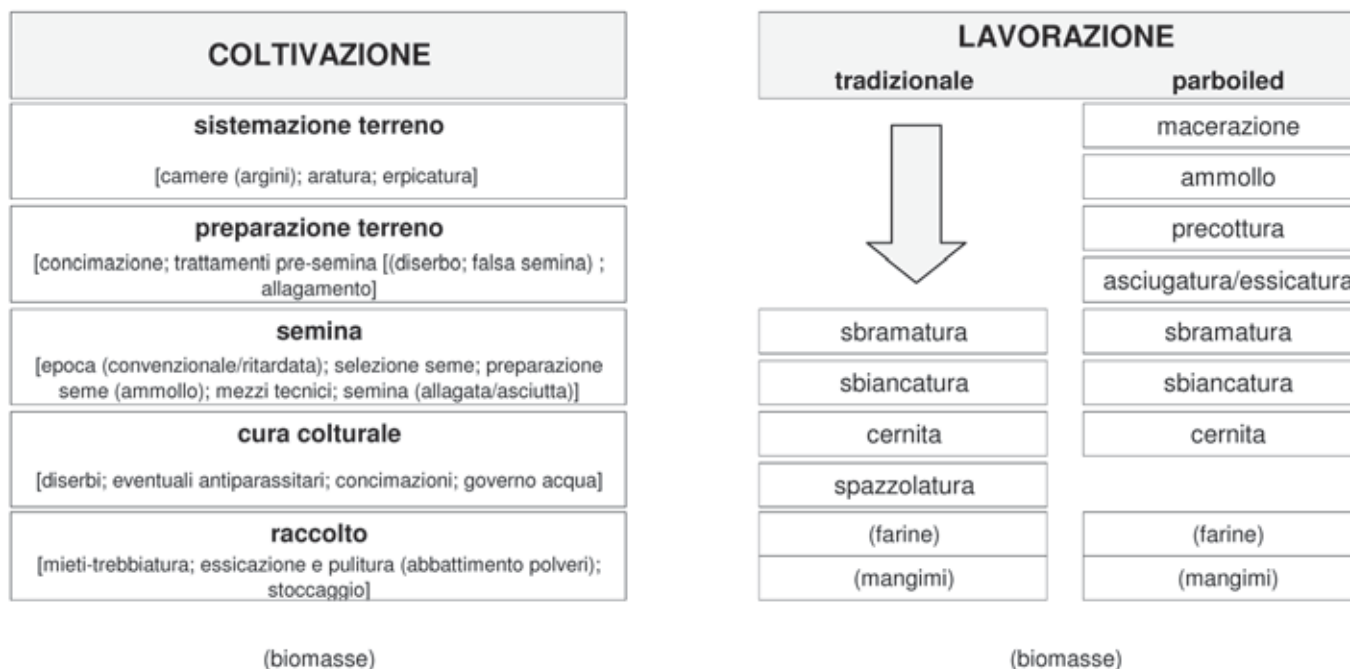 COLTIVAZIONE
sistemazione terreno
[camere (argini); aratura; erpicatura]
preparazione terreno
[concimazione; trattamenti pre-semina [(diserbo; falsa semina) ;
allagamento]
semina
[epoca (convenzionale/ritardata); selezione seme; preparazione
seme (ammollo); mezzi tecnici; semina (allagata/asciutta)]
cura colturale
[diserbi; eventuali antiparassitari; concimazioni; governo acqua]
raccolto
[mieti-trebbiatura; essicazione e pulitura (abbattimento polveri);
stoccaggio]
(biomasse)
LAVORAZIONE
tradizionale
sbramatura
sbiancatura
cernita
spazzolatura
(farine)
(mangimi)
parboiled
macerazione
ammollo
precottura
asciugatura/essicatura
sbramatura
sbiancatura
cernita
(farine)
(mangimi)
(biomasse)